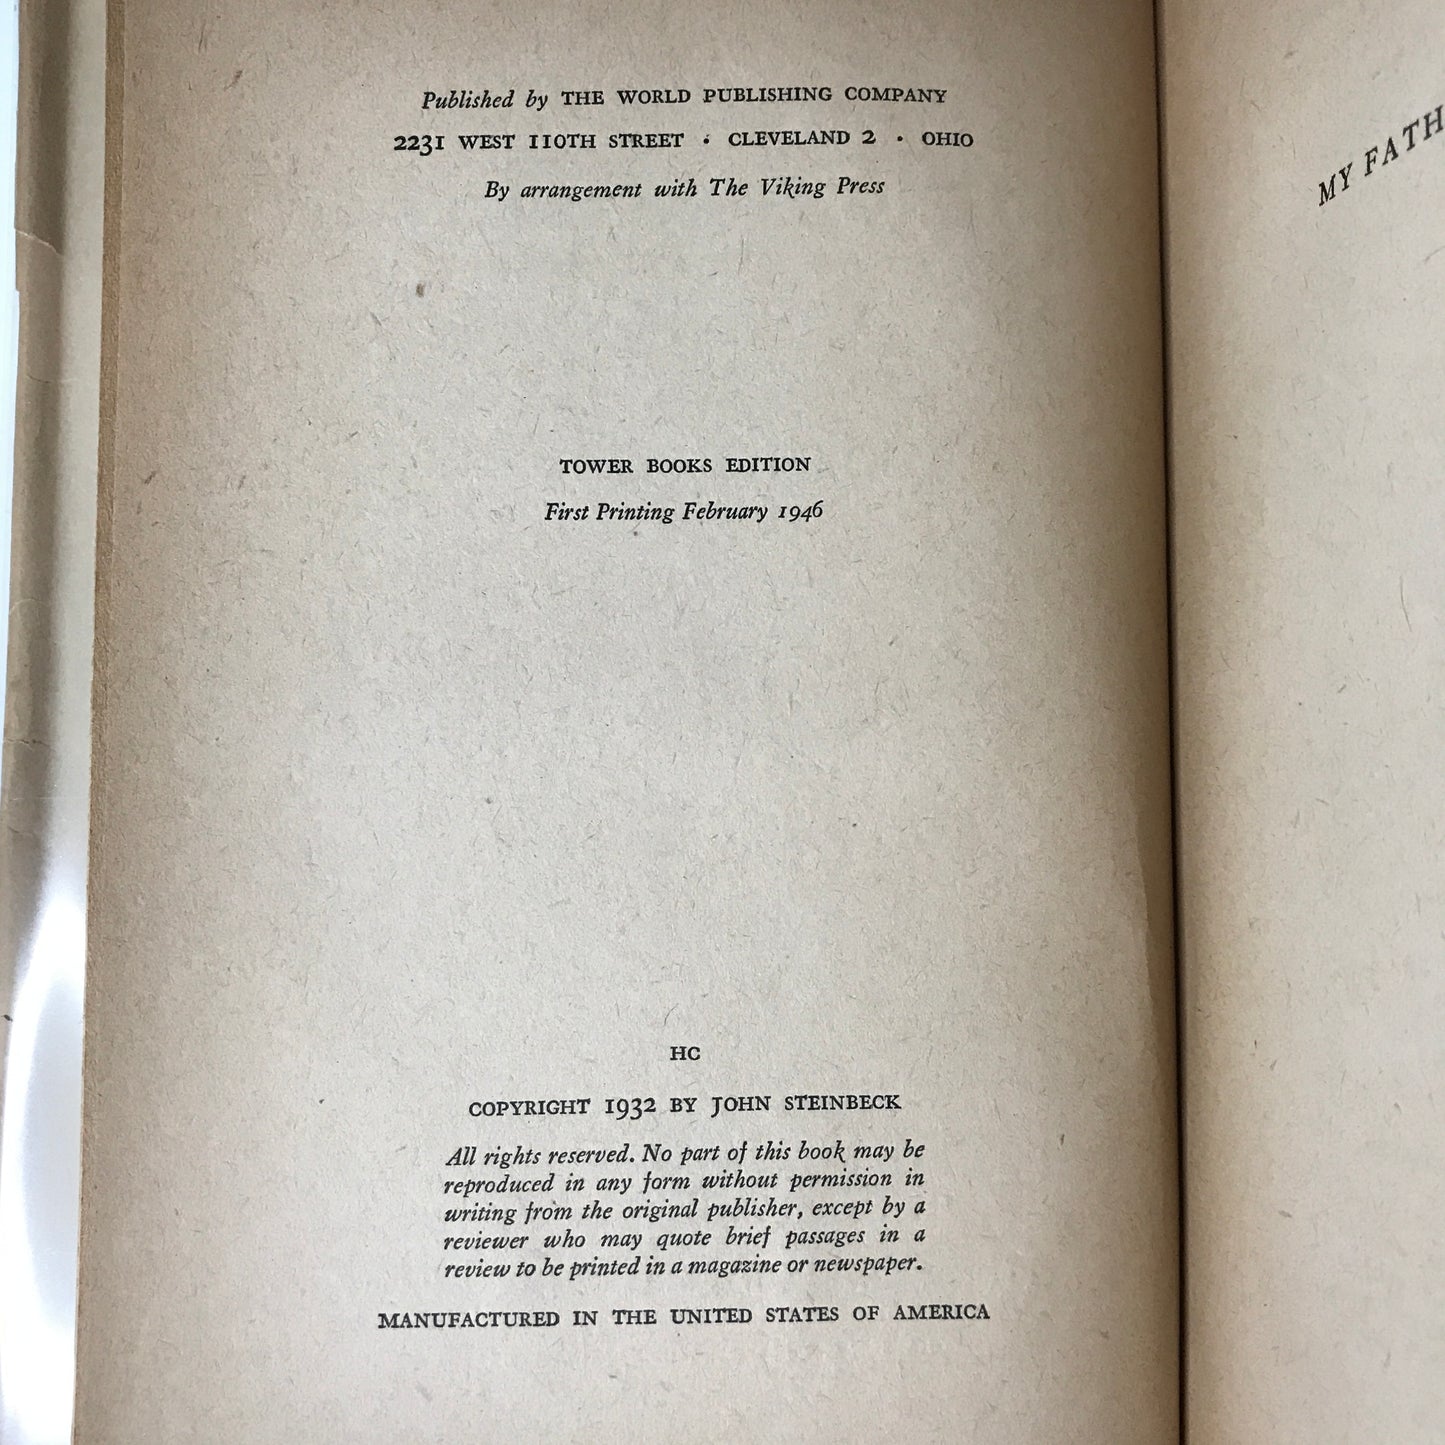 Published by THE WORLD PUBLISHING COMPANY
2231 WEST 110TH STREET · CLEVELAND 2 · OHIO
By arrangement with The Viking Press
TOWER BOOKS EDITION
First Printing February 1946
HC
COPYRIGHT 1932 BY JOHN STEINBECK
All rights reserved. No part of this book may be
reproduced in any form without permission in
writing from the original publisher, except by a
reviewer who may quote brief passages in a
review to be printed in a magazine or newspaper.
MANUFACTURED IN THE UNITED STATES OF AMERICA
MY FATH